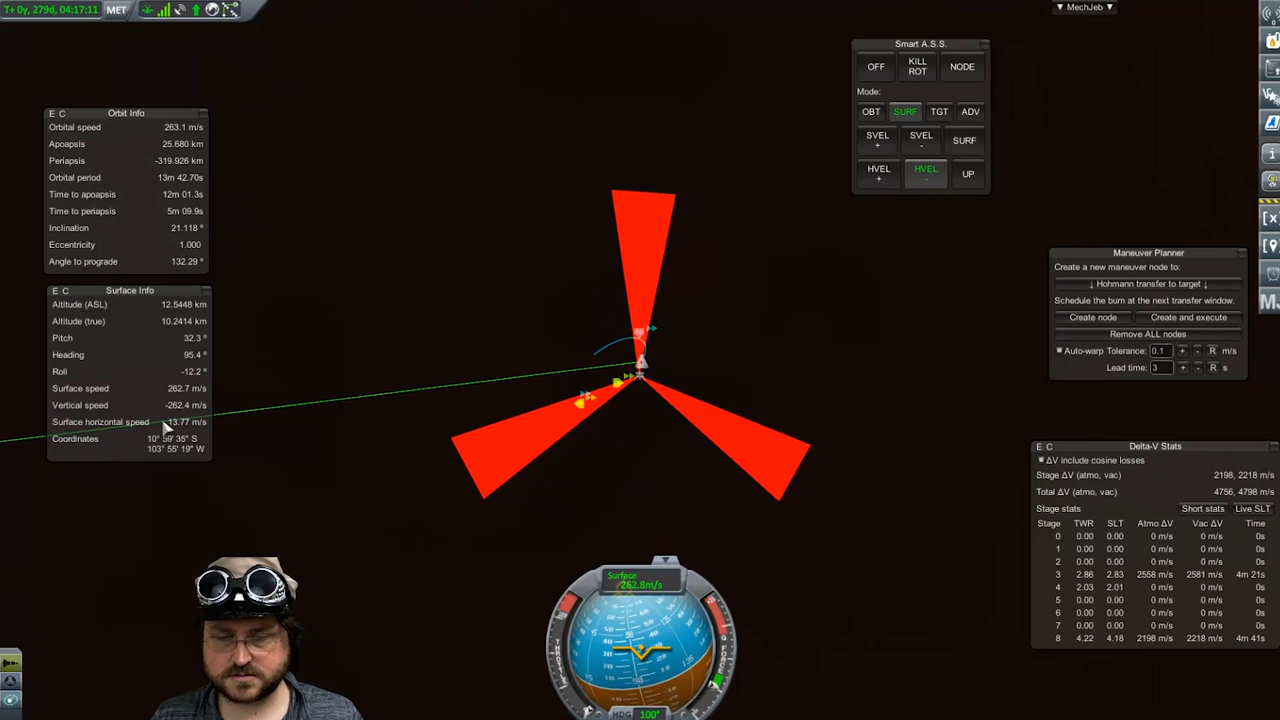 T+ 0y, 279d, 04:17:11 MET
▼ MechJeb ▼
Orbit Info
E C
Orbital speed 263.1 m/s
Apoapsis 25.680 km
Periapsis -319.926 km
Orbital period 13m 42.70s
Time to apoapsis 12m 01.3s
Time to periapsis 5m 09.9s
Inclination 21.118 °
Eccentricity 1.000
Angle to prograde 132.29 °
E C Surface Info
Altitude (ASL) 12.5448 km
Altitude (true) 10.2414 km
Pitch 32.3 °
Heading 95.4 °
Roll -12.2 °
Surface speed 262.7 m/s
Vertical speed -262.4 m/s
Surface horizontal speed 13.77 m/s
Coordinates 10° 59' 35" S
103° 55' 19" W
Smart A.S.S.
OFF KILL ROT NODE
Mode:
OBT SURF TGT ADV
SVEL + SVEL - SURF
HVEL + HVEL - UP
Maneuver Planner
Create a new maneuver node to:
↓ Hohmann transfer to target ↓
Schedule the burn at the next transfer window.
Create node Create and execute
Remove ALL nodes
Auto-warp Tolerance: 0.1 + - R m/s
Lead time: 3 + - R s
E C Delta-V Stats
ΔV include cosine losses
Stage ΔV (atmo, vac) 2198, 2218 m/s
Total ΔV (atmo, vac) 4756, 4798 m/s
Stage stats Short stats Live SLT
Stage TWR SLT Atmo ΔV Vac ΔV Time
0 0.00 0.00 0 m/s 0 m/s 0s
1 0.00 0.00 0 m/s 0 m/s 0s
2 0.00 0.00 0 m/s 0 m/s 0s
3 2.86 2.83 2558 m/s 2581 m/s 4m 21s
4 2.03 2.01 0 m/s 0 m/s 0s
5 0.00 0.00 0 m/s 0 m/s 0s
6 0.00 0.00 0 m/s 0 m/s 0s
7 0.00 0.00 0 m/s 0 m/s 0s
8 4.22 4.18 2198 m/s 2218 m/s 4m 41s
Surface
262.8m/s
THROTTLE
G FORCE
HDG 100°